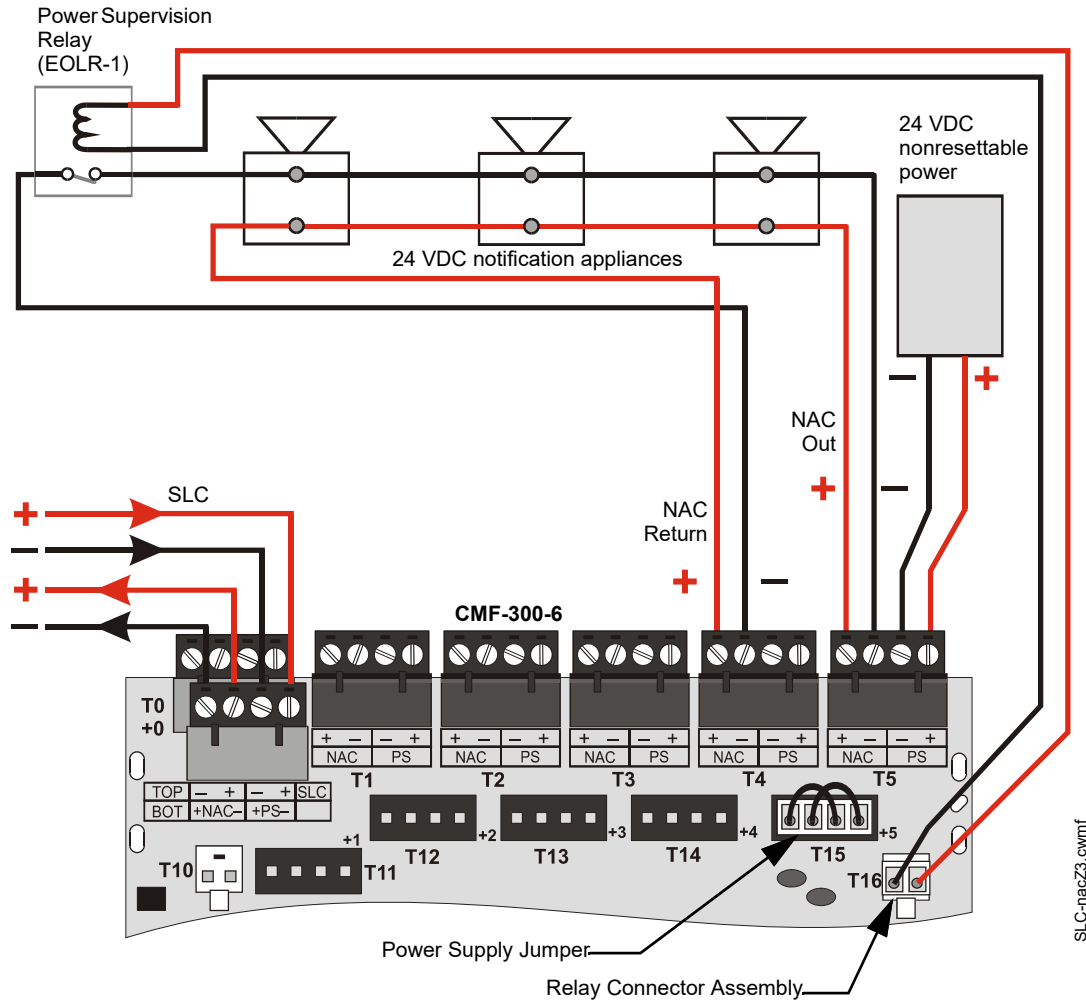 Power Supervision
Relay
(EOLR-1)
24 VDC
nonresettable
power
24 VDC notification appliances
− +
NAC
Out
+ −
SLC
+
−
+
−
NAC
Return
+ −
CMF-300-6
T0
+0
+ − − +
NAC PS
+ − − +
NAC PS
+ − − +
NAC PS
+ − − +
NAC PS
+ − − +
NAC PS
T1 T2 T3 T4 T5
TOP − + − + SLC
BOT +NAC− +PS−
+1 +2 +3 +4 +5
T10 T11 T12 T13 T14 T15 T16
Power Supply Jumper
Relay Connector Assembly
SLC-nacZ3.cwmf